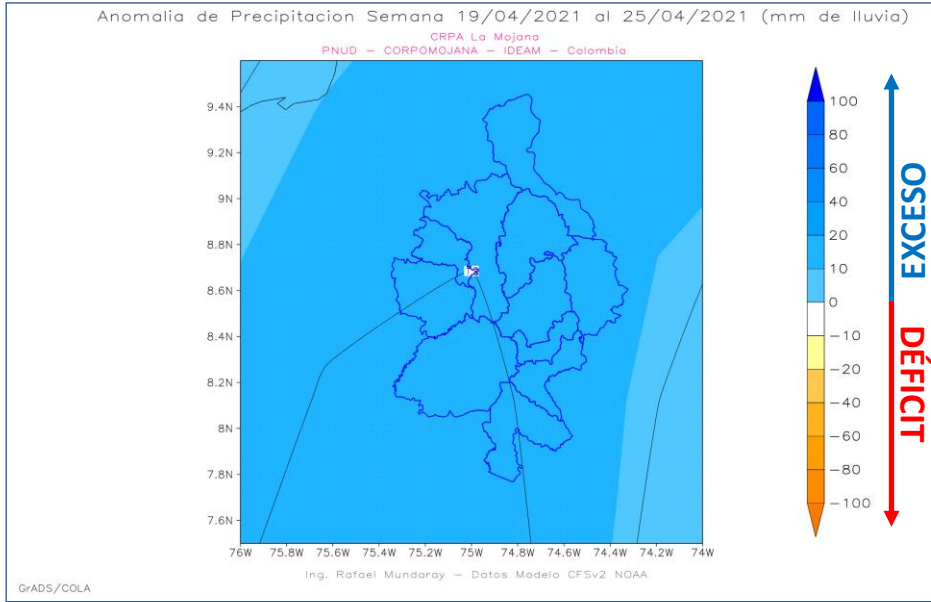 Anomalia de Precipitacion Semana 19/04/2021 al 25/04/2021 (mm de lluvia)
CRPA La Mojana
PNUD — CORPOMOJANA — IDEAM — Colombia
9.4N
9.2N
9N
8.8N
8.6N
8.4N
8.2N
8N
7.8N
7.6N
76W 75.8W 75.6W 75.4W 75.2W 75W 74.8W 74.6W 74.4W 74.2W 74W
100
80
60
40
20
10
0
−10
−20
−40
−60
−80
−100
EXCESO
DÉFICIT
Ing. Rafael Mundaray — Datos Modelo CFSv2 NOAA
GrADS/COLA